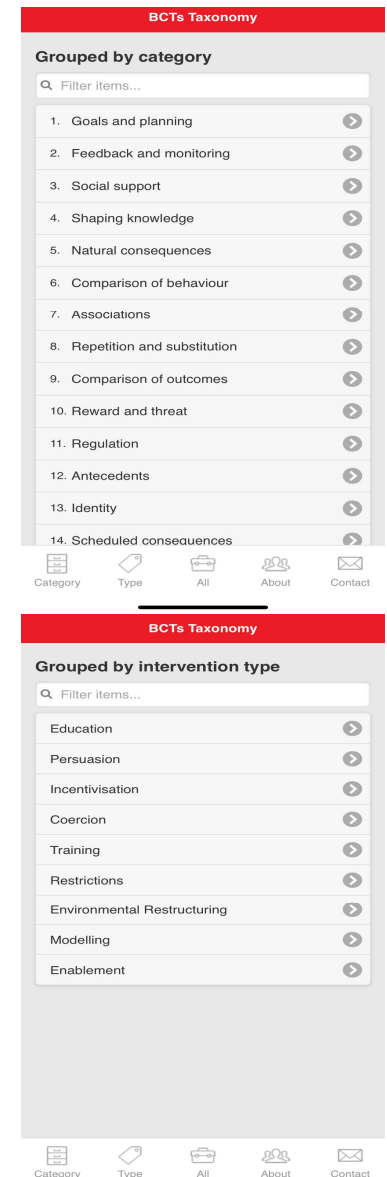 BCTs Taxonomy
Grouped by category
Filter items...
1. Goals and planning
2. Feedback and monitoring
3. Social support
4. Shaping knowledge
5. Natural consequences
6. Comparison of behaviour
7. Associations
8. Repetition and substitution
9. Comparison of outcomes
10. Reward and threat
11. Regulation
12. Antecedents
13. Identity
14. Scheduled consequences
Category Type All About Contact
BCTs Taxonomy
Grouped by intervention type
Filter items...
Education
Persuasion
Incentivisation
Coercion
Training
Restrictions
Environmental Restructuring
Modelling
Enablement
Category Type All About Contact